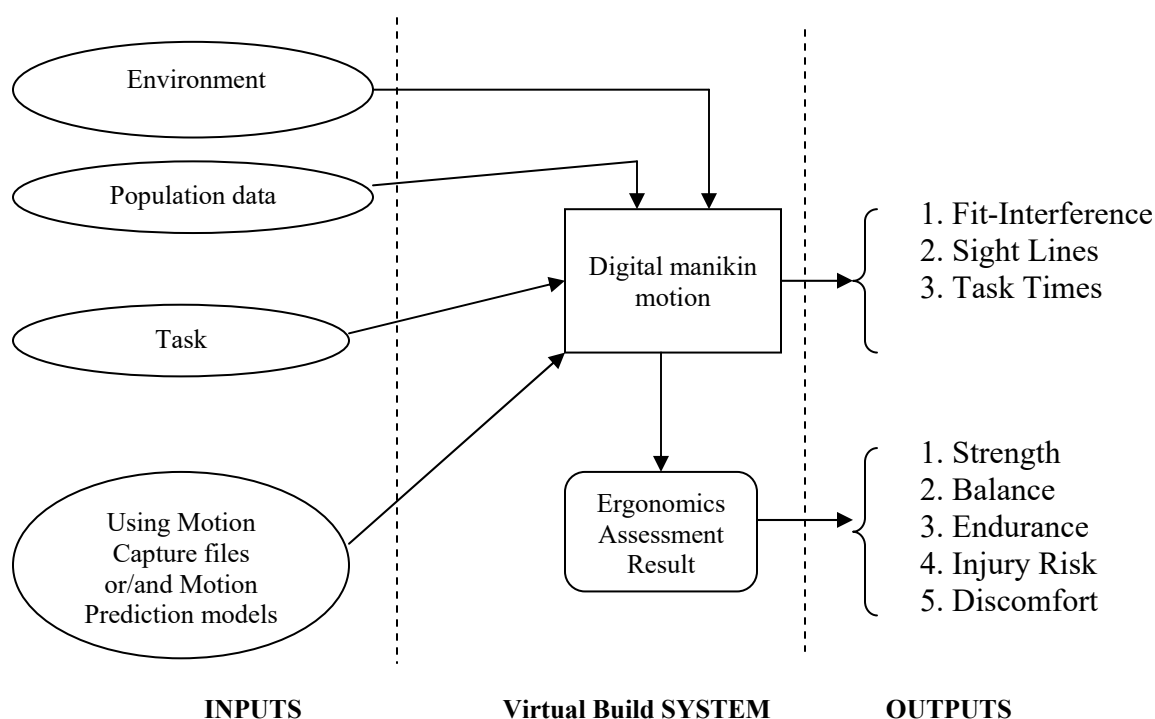 Environment
Population data
Task
Using Motion
Capture files
or/and Motion
Prediction models
Digital manikin
motion
Ergonomics
Assessment
Result
1. Fit-Interference
2. Sight Lines
3. Task Times
1. Strength
2. Balance
3. Endurance
4. Injury Risk
5. Discomfort
INPUTS
Virtual Build SYSTEM
OUTPUTS